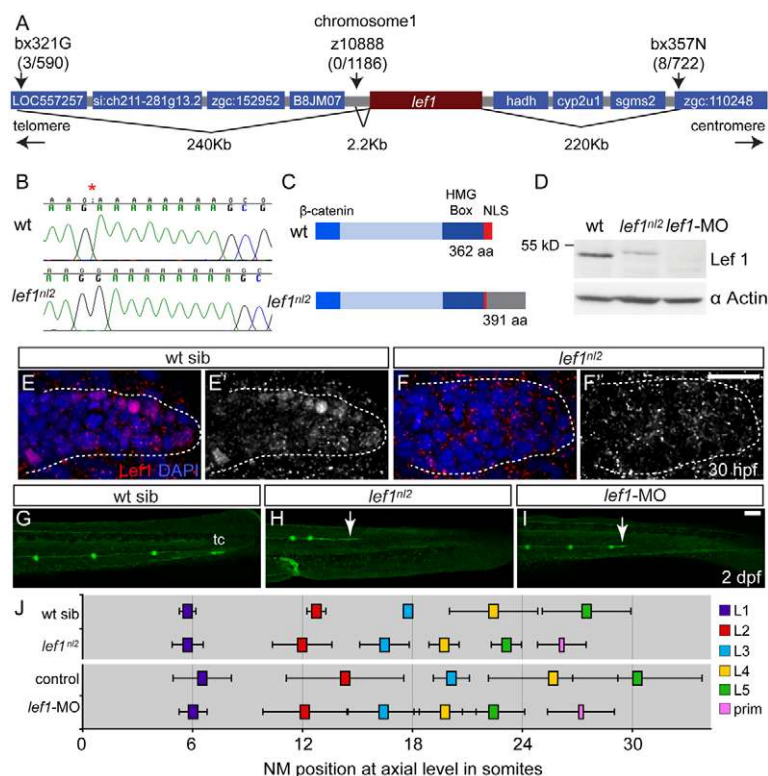 A
chromosome1
bx321G
(3/590)
z10888
(0/1186)
bx357N
(8/722)
LOC557257 si:ch211-281g13.2 zgc:152952 B8JM07 lef1 hadh cyp2u1 sgms2 zgc:110248
telomere
240Kb
2.2Kb
220Kb
centromere
B
*
wt
A A G A A A A A A A A G C G
lef1nl2
A A G G A A A A A A A A G C
C
β-catenin
HMG
Box
NLS
wt
362 aa
lef1nl2
391 aa
D
wt lef1nl2 lef1-MO
55 kD
Lef 1
α Actin
wt sib
lef1nl2
E
E'
F
F'
Lef1 DAPI
30 hpf
wt sib
lef1nl2
lef1-MO
G
tc
H
I
2 dpf
J
wt sib
lef1nl2
control
lef1-MO
L1
L2
L3
L4
L5
prim
0 6 12 18 24 30
NM position at axial level in somites